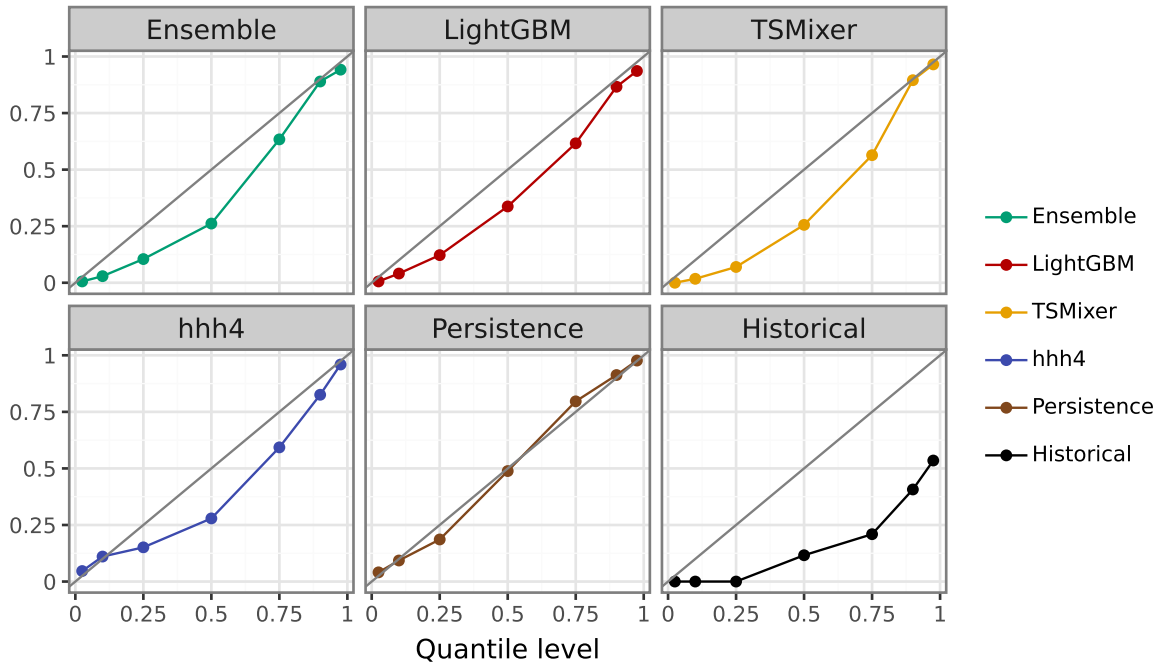 Ensemble LightGBM TSMixer
1
0.75
0.5
0.25
0
hhh4 Persistence Historical
1
0.75
0.5
0.25
0
0 0.25 0.5 0.75 1 0 0.25 0.5 0.75 1 0 0.25 0.5 0.75 1
Quantile level
Ensemble
LightGBM
TSMixer
hhh4
Persistence
Historical